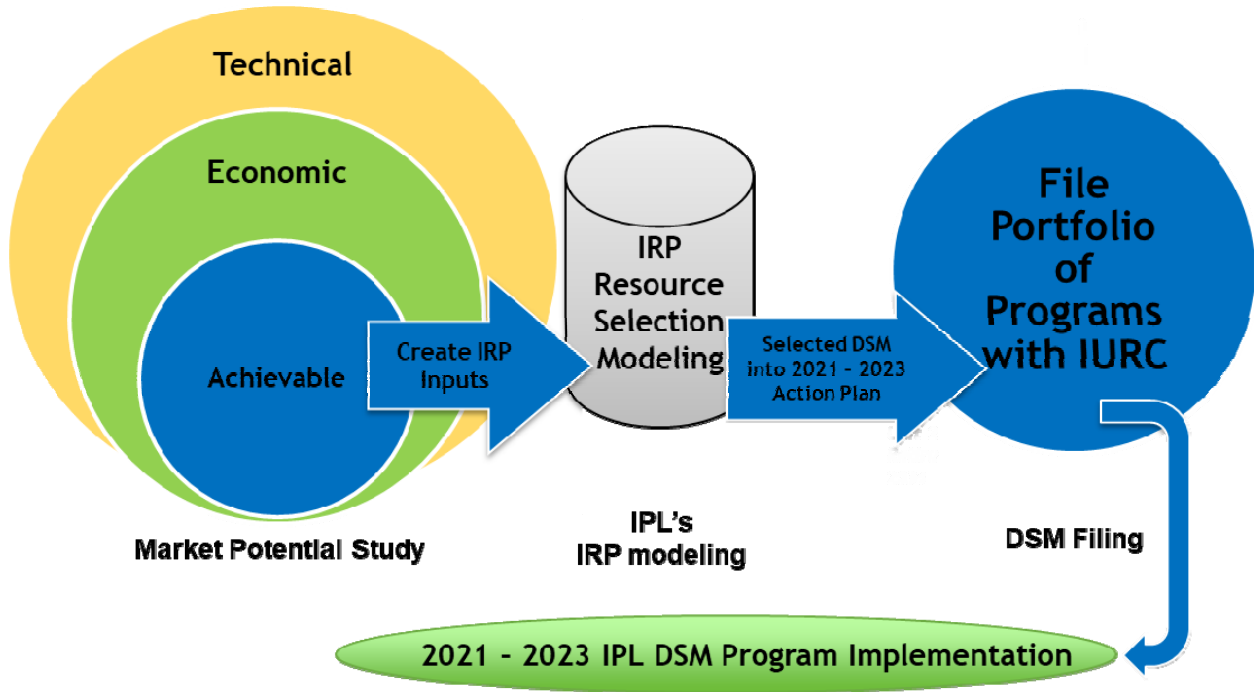 Technical
Economic
Achievable
Market Potential Study
Create IRP
Inputs
IRP
Resource
Selection
Modeling
IPL's
IRP modeling
Selected DSM
into 2021 - 2023
Action Plan
File
Portfolio
of
Programs
with IURC
DSM Filing
2021 - 2023 IPL DSM Program Implementation